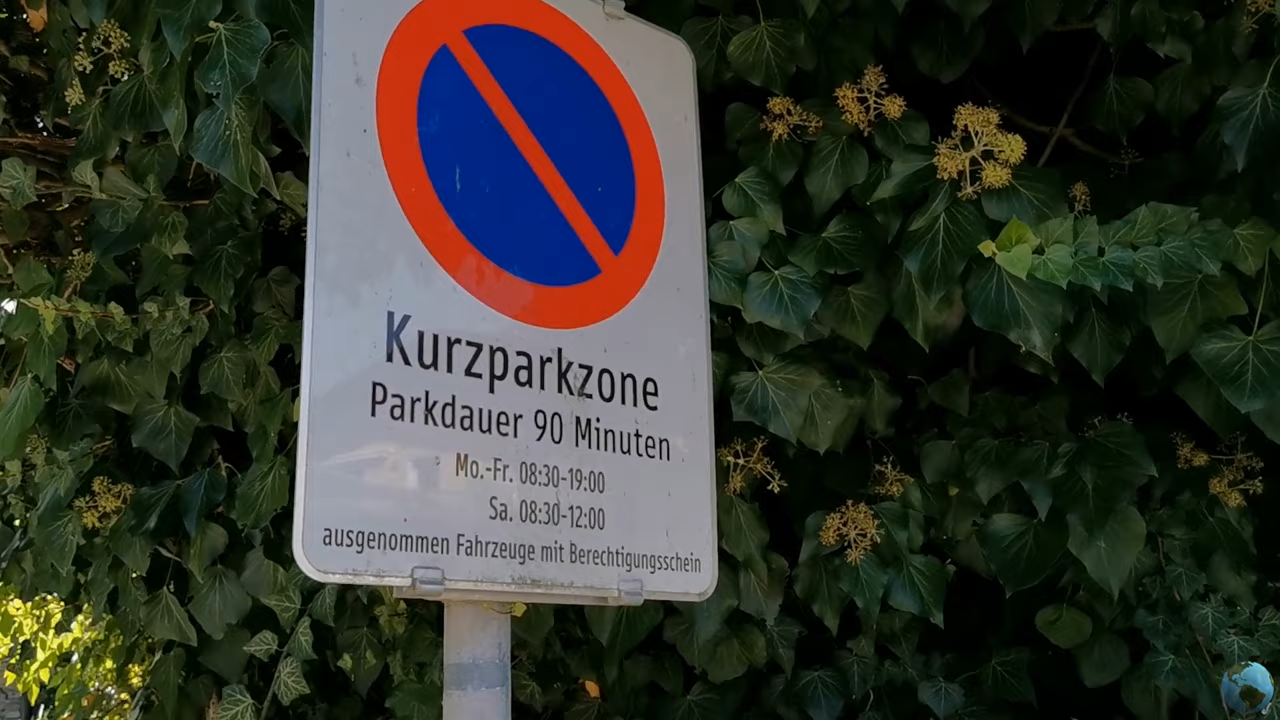 Kurzparkzone
Parkdauer 90 Minuten
Mo.-Fr. 08:30-19:00
Sa. 08:30-12:00
ausgenommen Fahrzeuge mit Berechtigungsschein